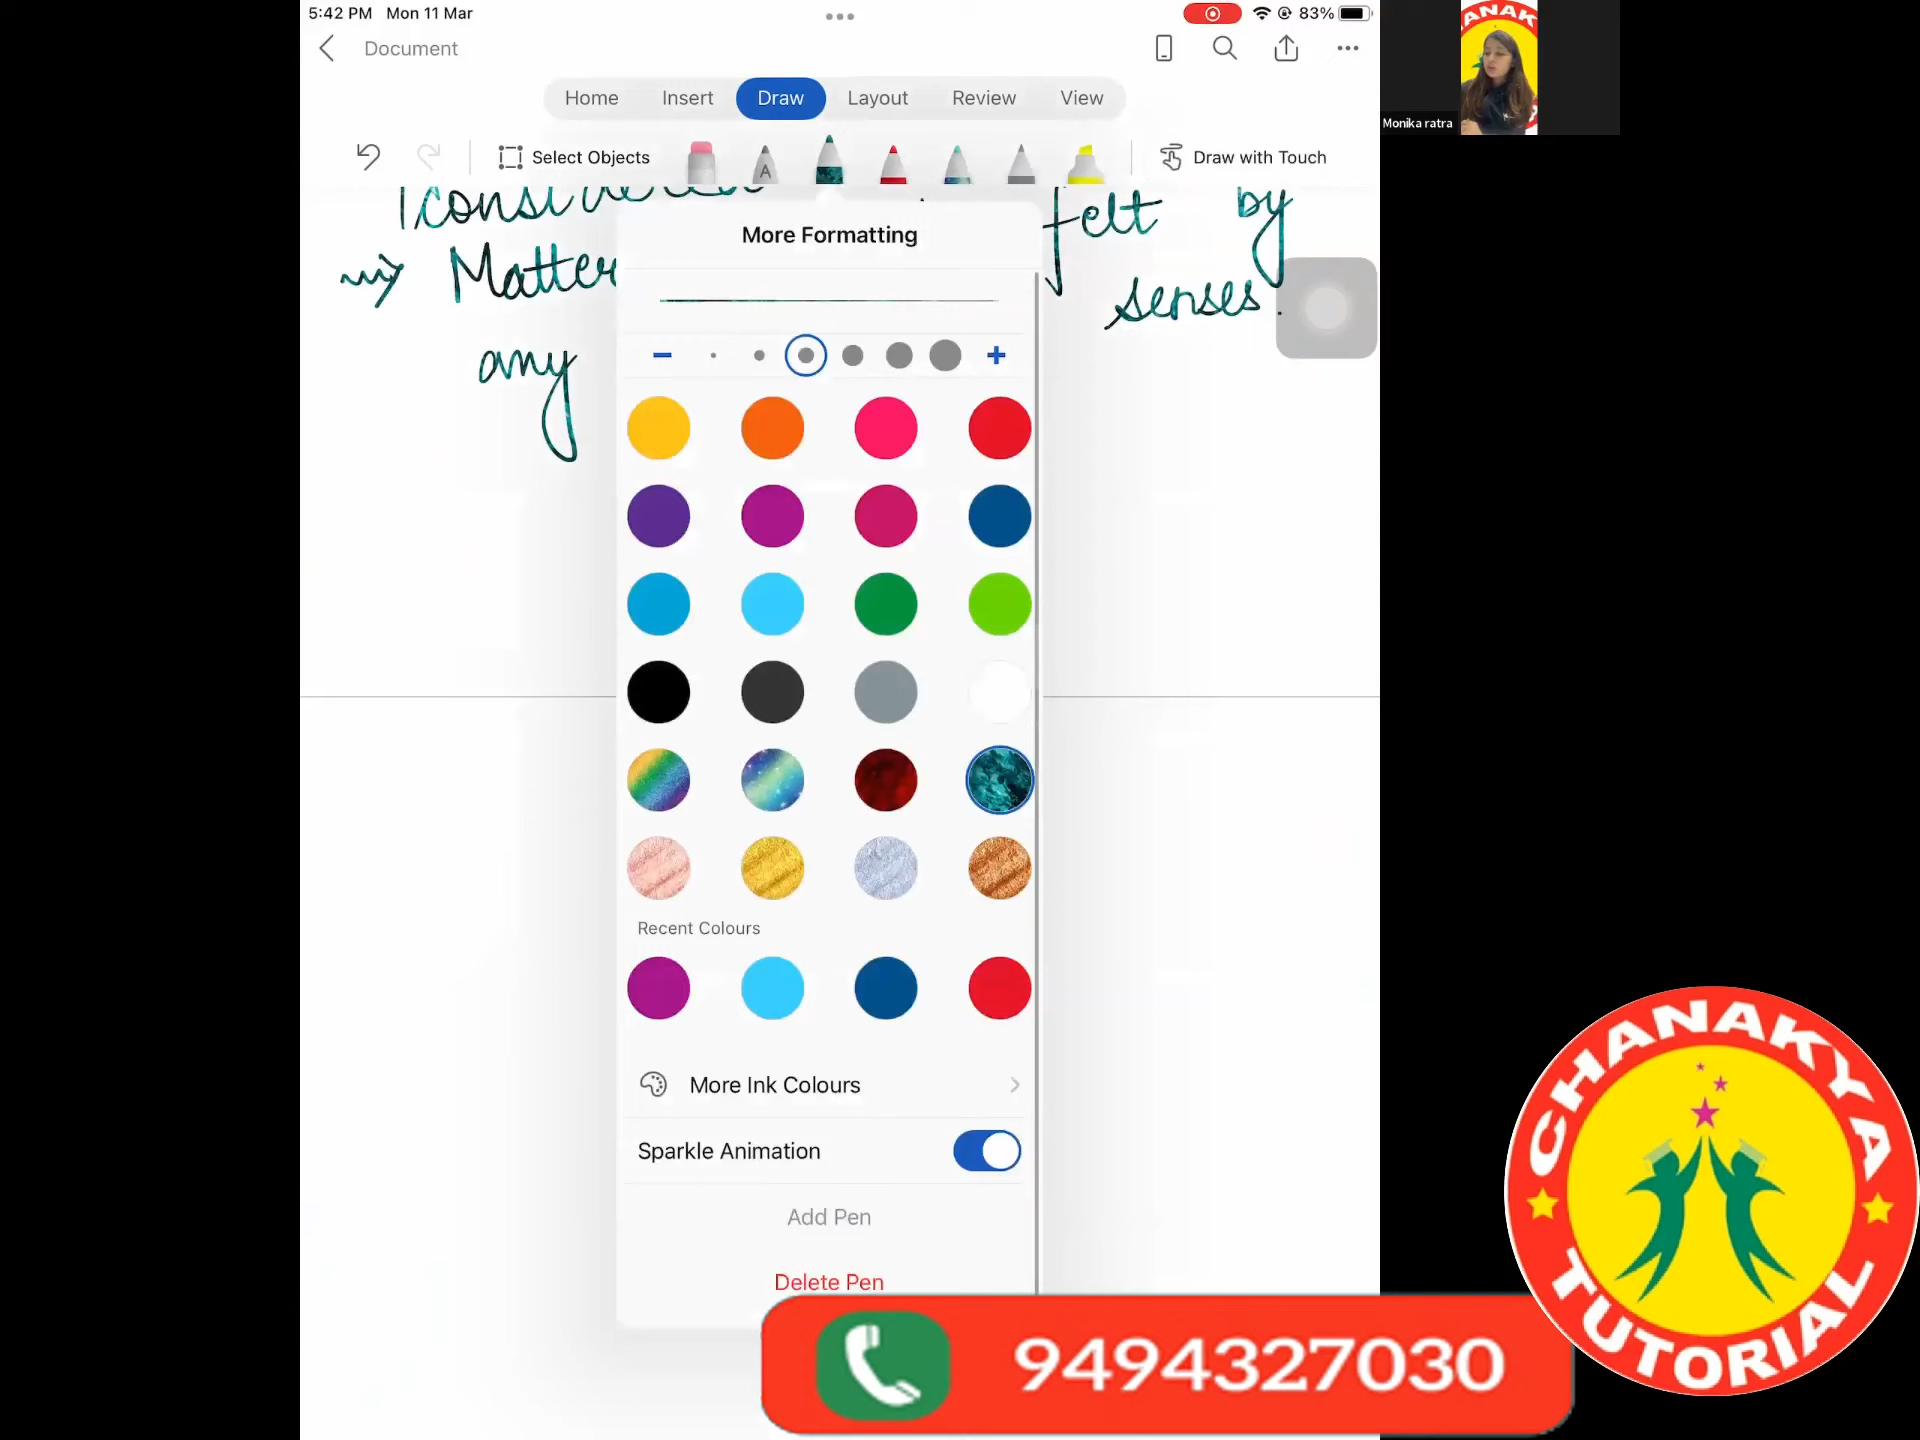 5:42 PM Mon 11 Mar 83%
Document
Home Insert Draw Layout Review View
Select Objects A Draw with Touch
felt by
Matter senses.
any
More Formatting
Recent Colours
More Ink Colours
Sparkle Animation
Add Pen
Delete Pen
CHANAK
Monika ratra
CHANAKYA
TUTORIAL
9494327030